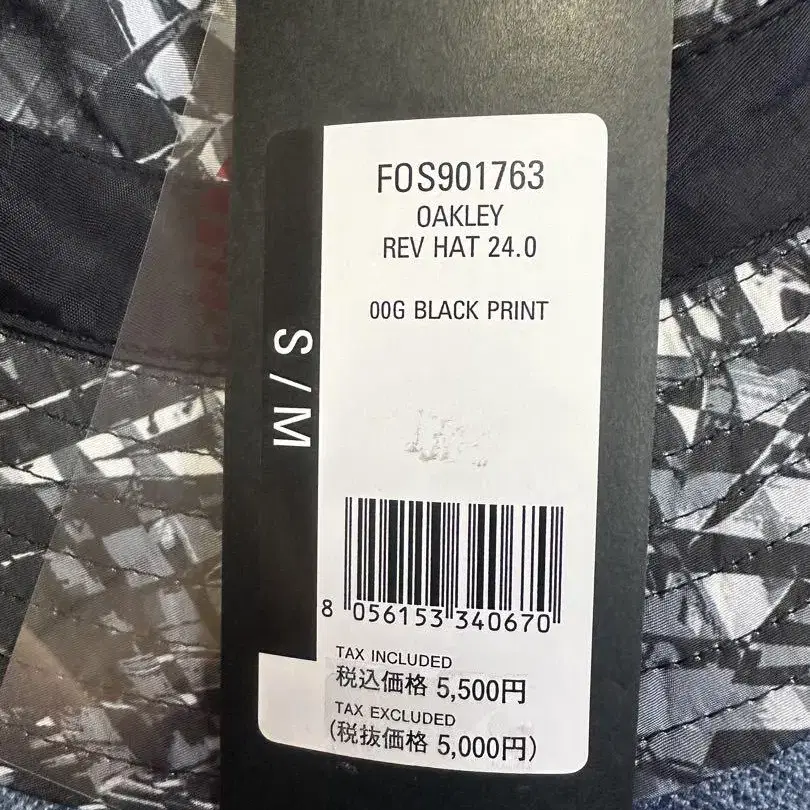 FOS901763
OAKLEY
REV HAT 24.0
00G BLACK PRINT
S/M
8 056153 340670
TAX INCLUDED
税込価格 5,500円
TAX EXCLUDED
(税抜価格 5,000円)